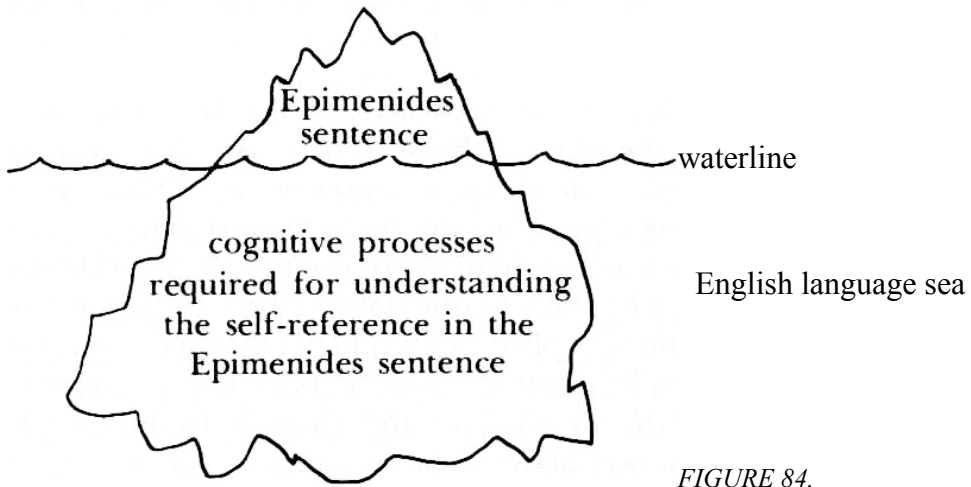 Epimenides
sentence
waterline
cognitive processes
required for understanding
the self-reference in the
Epimenides sentence
English language sea
FIGURE 84.